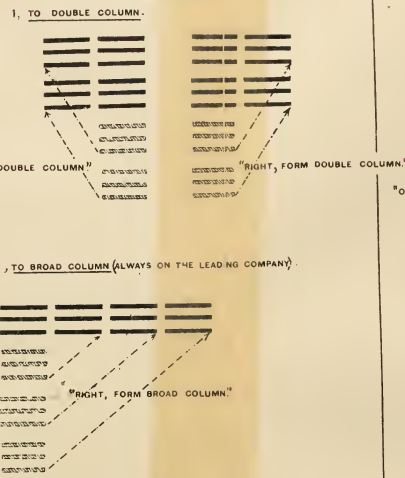 1, TO DOUBLE COLUMN.
DOUBLE COLUMN."
"RIGHT, FORM DOUBLE COLUMN."
"O
, TO BROAD COLUMN (ALWAYS ON THE LEADING COMPANY).
"RIGHT, FORM BROAD COLUMN."